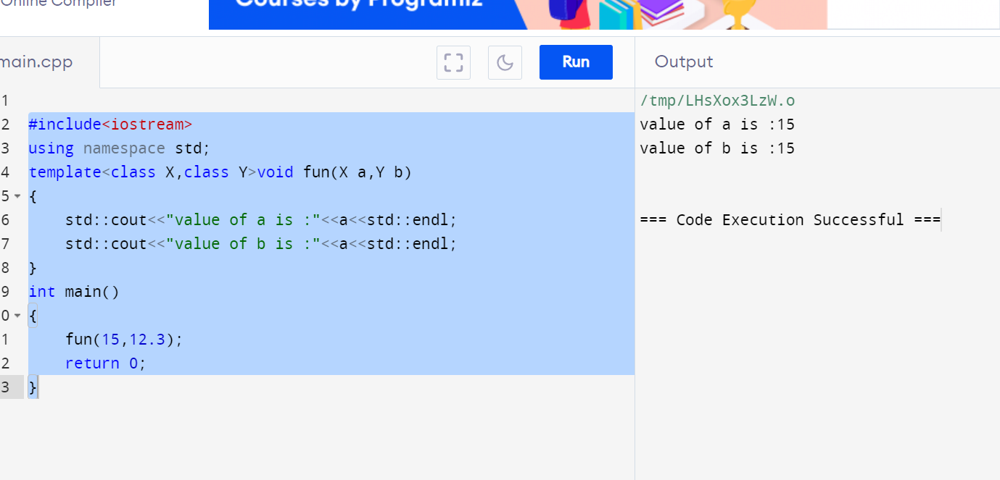 Online Compiler
Courses by Programiz
main.cpp
Run
Output
1
2 #include<iostream>
3 using namespace std;
4 template<class X,class Y>void fun(X a,Y b)
5 {
6 std::cout<<"value of a is :"<<a<<std::endl;
7 std::cout<<"value of b is :"<<a<<std::endl;
8 }
9 int main()
0 {
1 fun(15,12.3);
2 return 0;
3 }
/tmp/LHsXox3LzW.o
value of a is :15
value of b is :15
=== Code Execution Successful ===